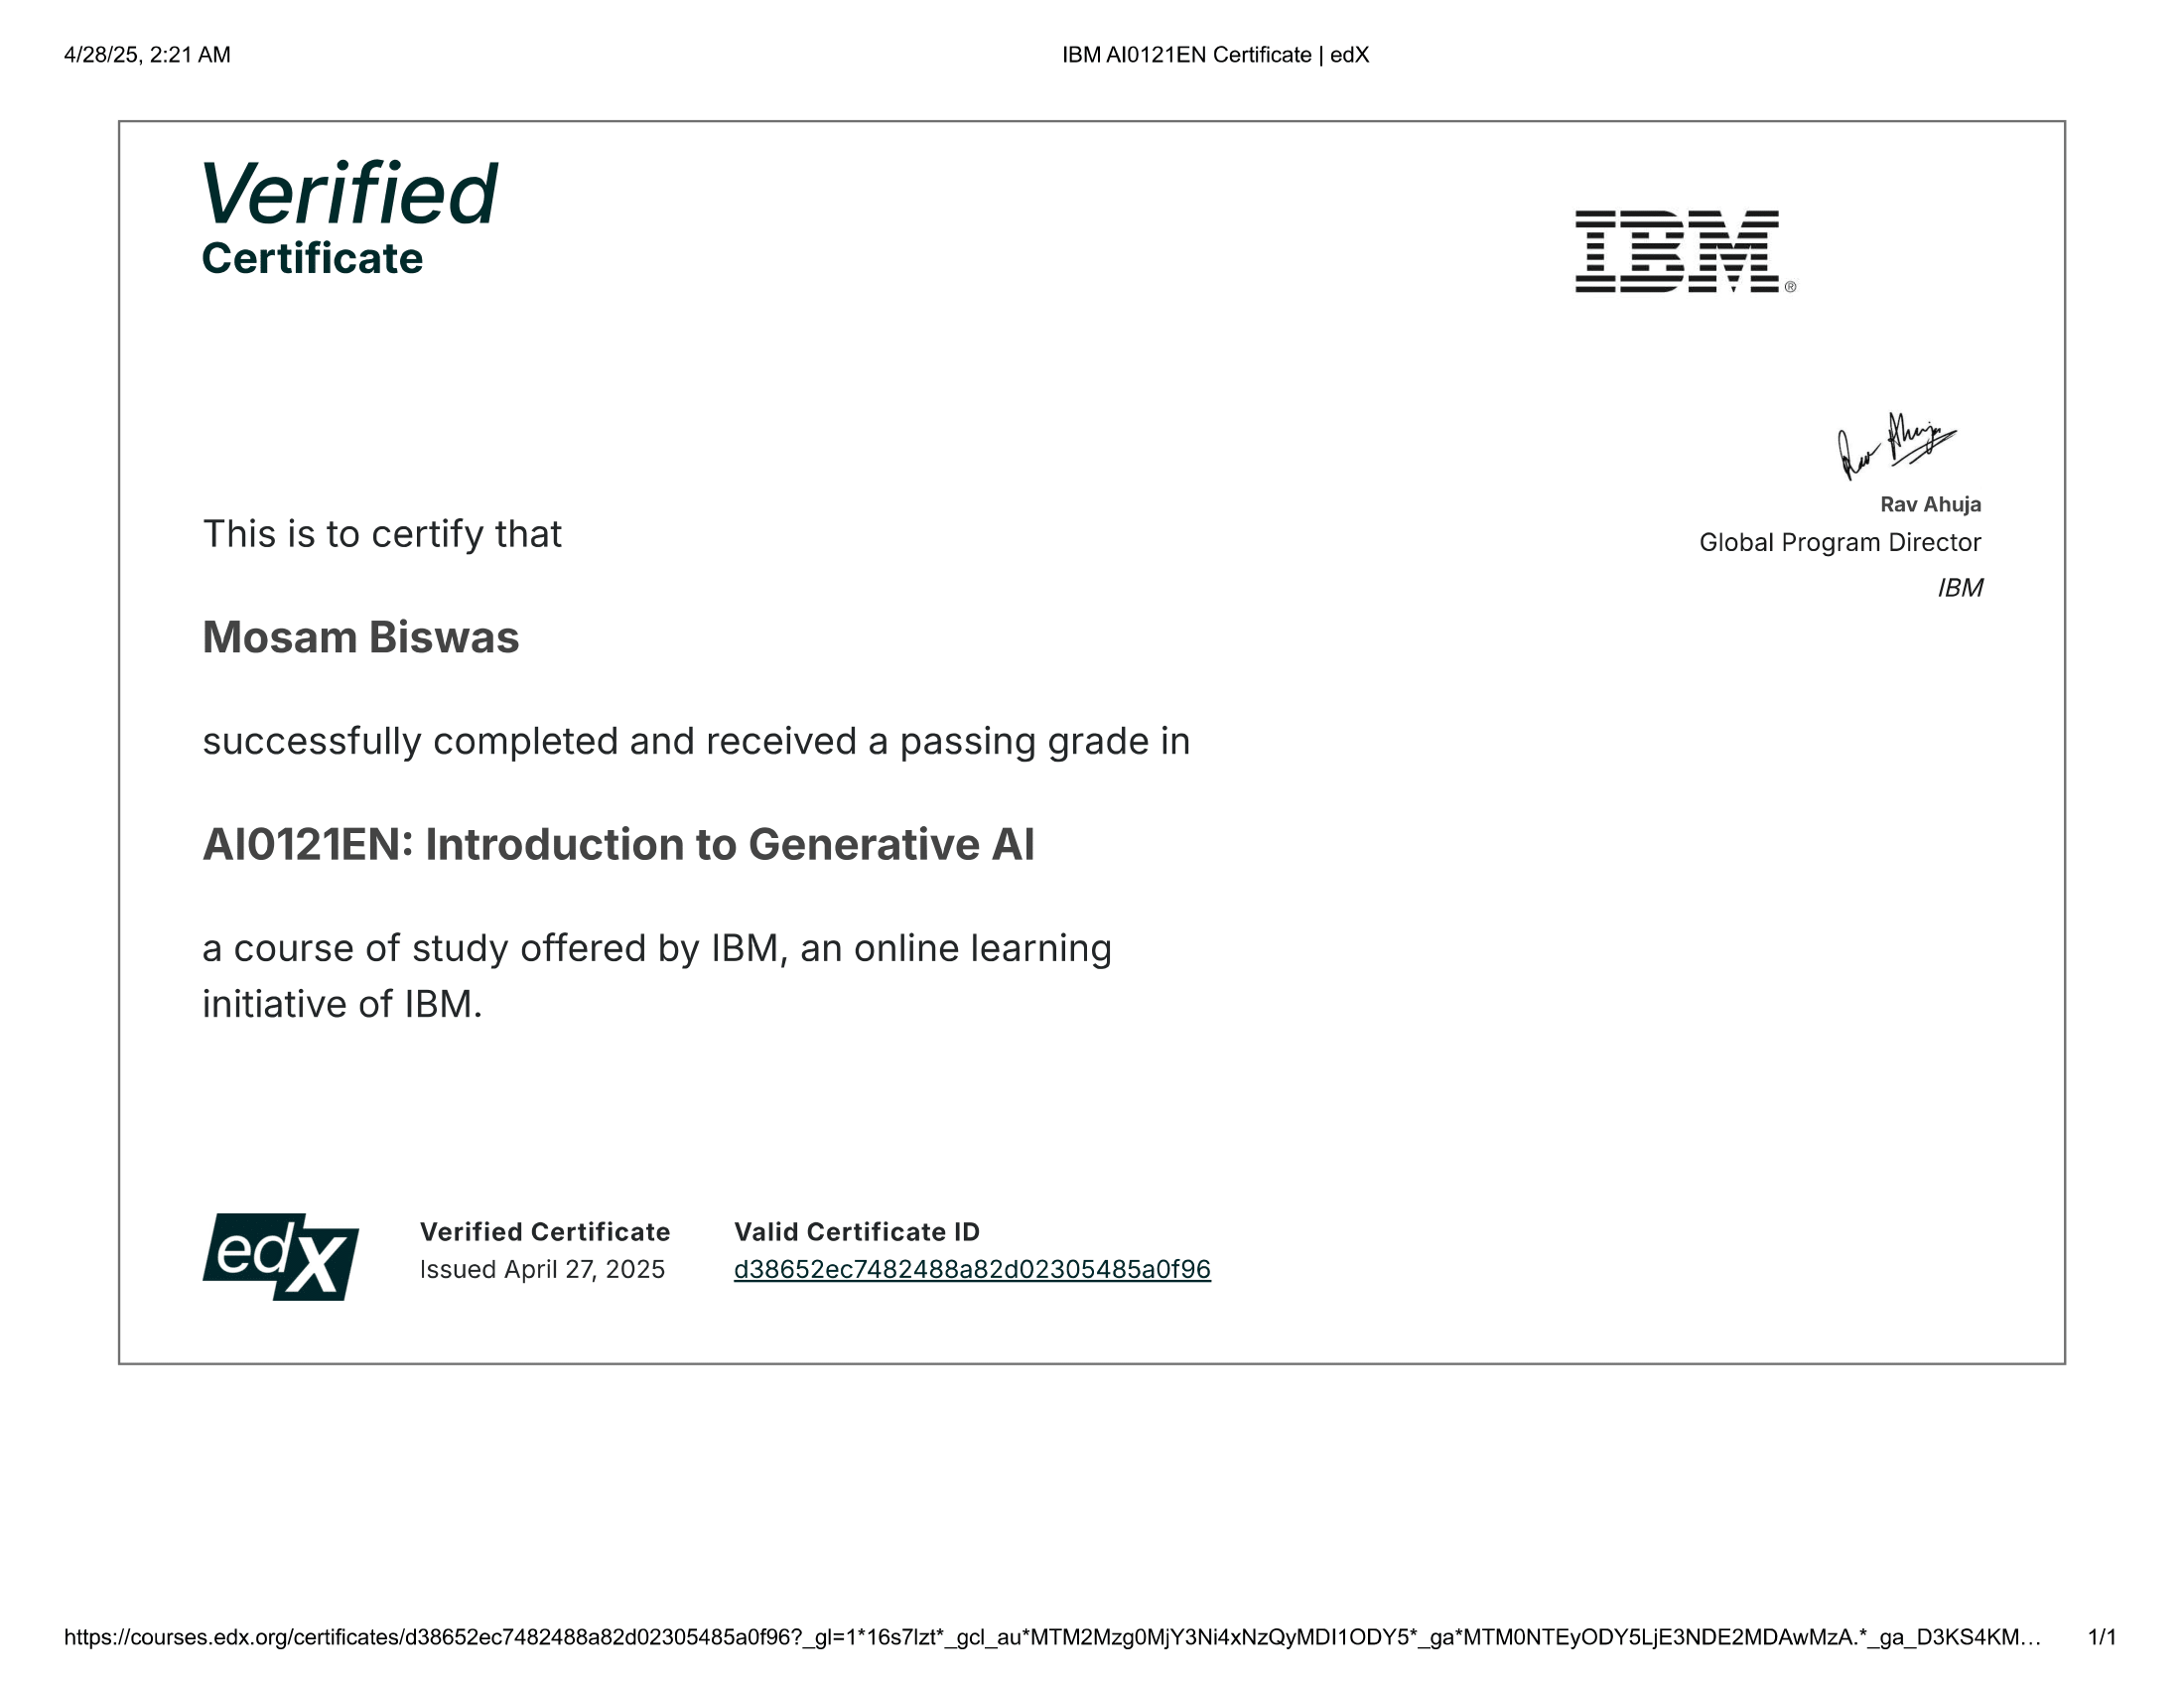 4/28/25, 2:21 AM
IBM AI0121EN Certificate | edX
Verified
Certificate
IBM®
Rav Ahuja
Rav Ahuja
Global Program Director
IBM
This is to certify that
Mosam Biswas
successfully completed and received a passing grade in
AI0121EN: Introduction to Generative AI
a course of study offered by IBM, an online learning
initiative of IBM.
edX
Verified Certificate
Issued April 27, 2025
Valid Certificate ID
d38652ec7482488a82d02305485a0f96
https://courses.edx.org/certificates/d38652ec7482488a82d02305485a0f96?_gl=1*16s7lzt*_gcl_au*MTM2Mzg0MjY3Ni4xNzQyMDI1ODY5*_ga*MTM0NTEyODY5LjE3NDE2MDAwMzA.*_ga_D3KS4KM…
1/1